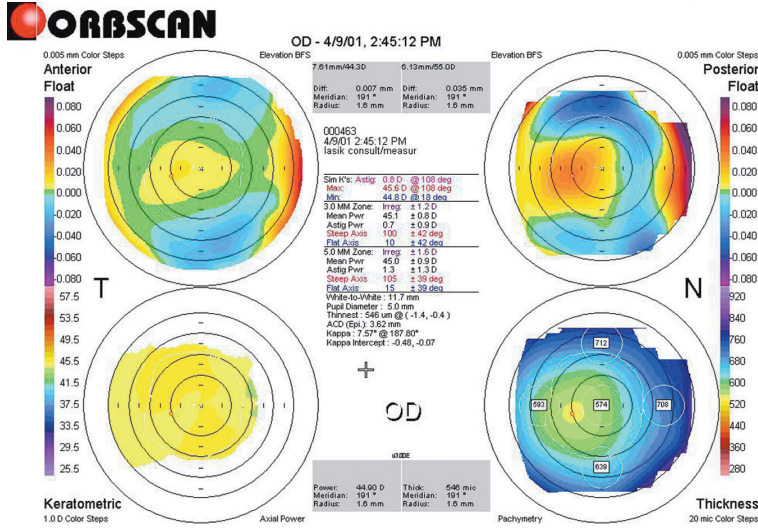 ORBSCAN
OD - 4/9/01, 2:45:12 PM
0.005 mm Color Steps
Elevation BFS
Anterior
Float
0.080
0.060
0.040
0.020
0.000
-0.020
-0.040
-0.060
-0.080
T
7.61mm/44.3D
6.13mm/55.0D
Diff: 0.007 mm
Meridian: 191 °
Radius: 1.6 mm
Diff: 0.035 mm
Meridian: 191 °
Radius: 1.6 mm
000463
4/9/01 2:45:12 PM
lasik consult/measur
Sim K's: Astig: 0.8 D @ 108 deg
Max: 45.6 D @ 108 deg
Min: 44.8 D @ 18 deg
3.0 MM Zone: Irreg: ± 1.2 D
Mean Pwr 45.1 ± 0.8 D
Astig Pwr 0.7 ± 0.9 D
Steep Axis 100 ± 42 deg
Flat Axis 10 ± 42 deg
5.0 MM Zone: Irreg: ± 1.6 D
Mean Pwr 45.0 ± 0.9 D
Astig Pwr 1.3 ± 1.3 D
Steep Axis 105 ± 39 deg
Flat Axis 15 ± 39 deg
White-to-White : 11.7 mm
Pupil Diameter : 5.0 mm
Thinnest : 546 um @ ( -1.4, -0.4 )
ACD (Epi.): 3.62 mm
Kappa : 7.57° @ 187.80°
Kappa Intercept : -0.48, -0.07
OD
Elevation BFS
0.005 mm Color Steps
Posterior
Float
0.080
0.060
0.040
0.020
0.000
-0.020
-0.040
-0.060
-0.080
N
57.5
53.5
49.5
45.5
41.5
37.5
33.5
29.5
25.5
Keratometric
1.0 D Color Steps
Axial Power
Power: 44.90 D
Meridian: 191 °
Radius: 1.6 mm
Thick: 546 mic
Meridian: 191 °
Radius: 1.6 mm
712
593
574
708
639
920
840
760
680
600
520
440
360
280
Thickness
Pachymetry
20 mic Color Steps